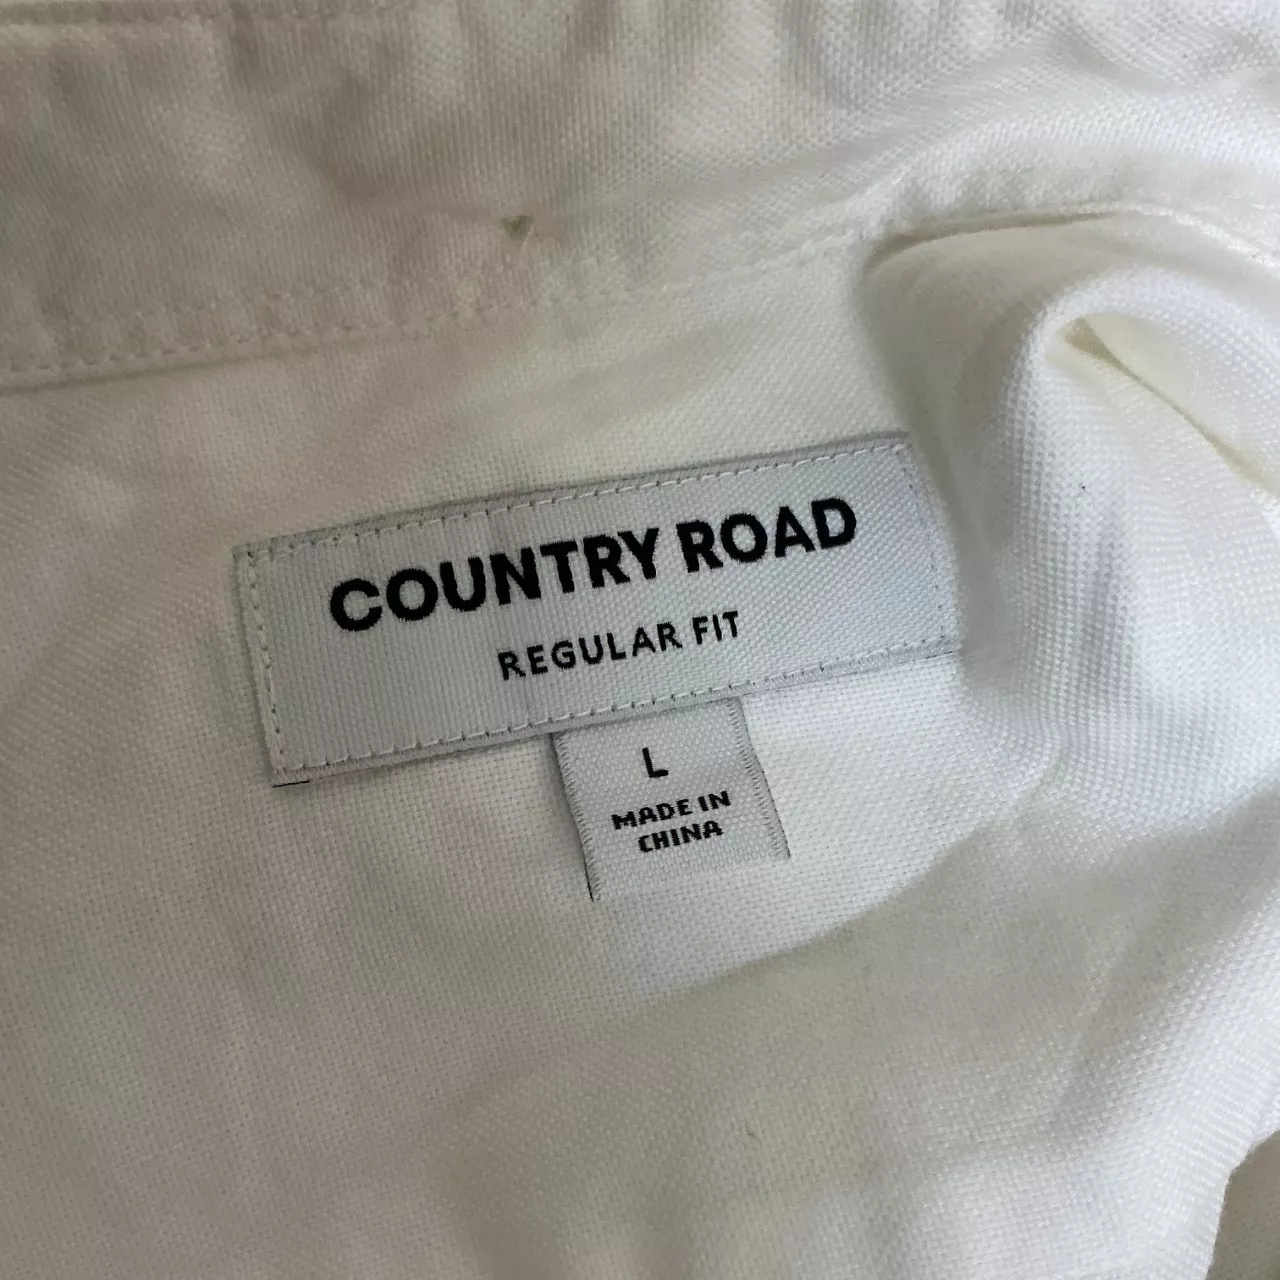 COUNTRY ROAD
REGULAR FIT
L
MADE IN
CHINA